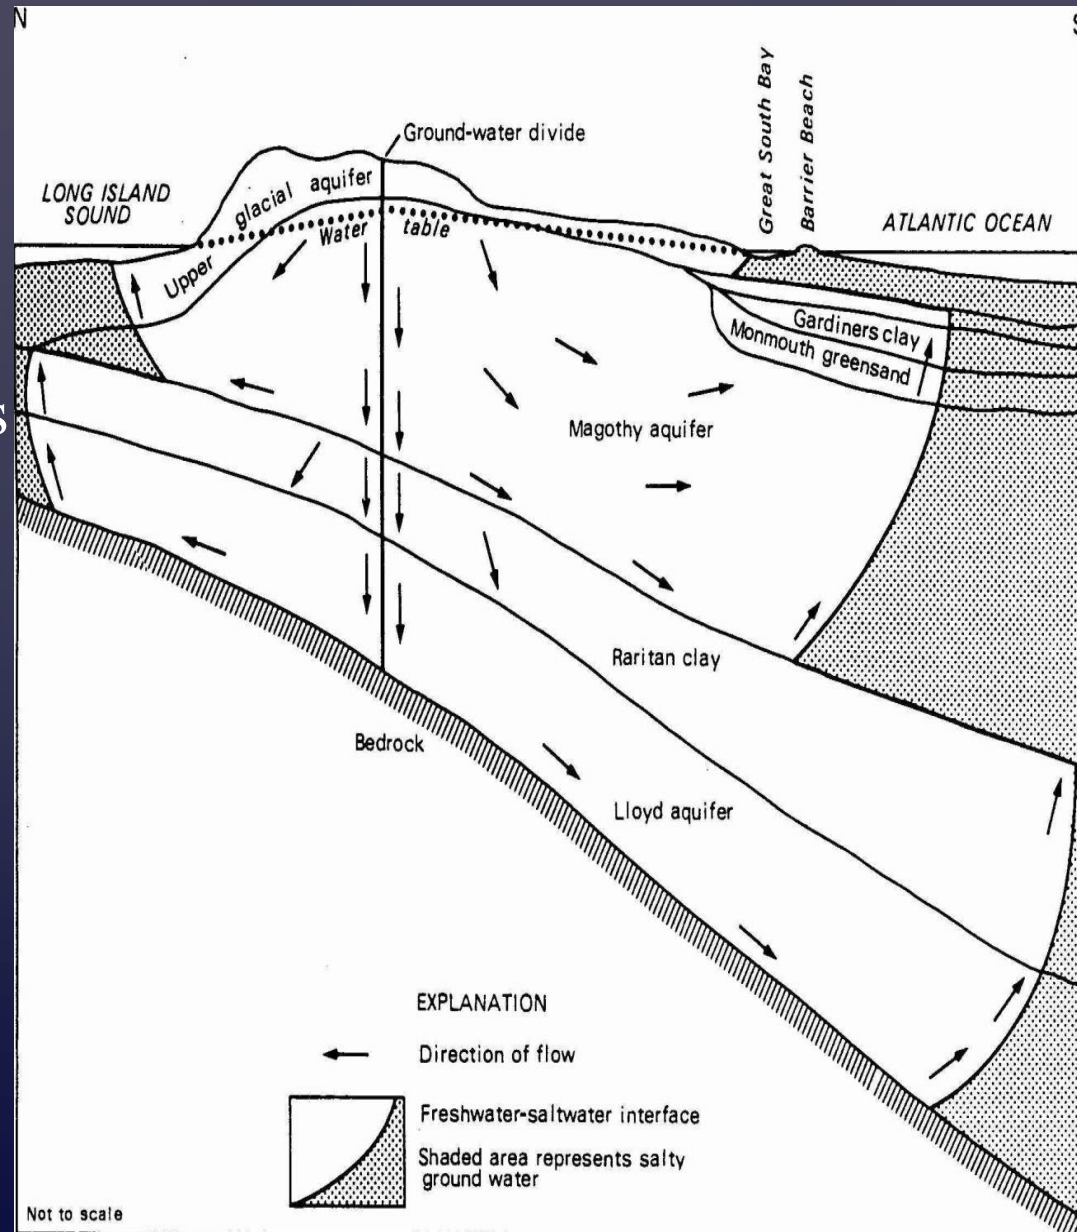 N
S
Great South Bay
Barrier Beach
Ground-water divide
LONG ISLAND
SOUND
glacial aquifer
Upper
Water table
ATLANTIC OCEAN
Gardiners clay
Monmouth greensand
s
Magothy aquifer
Raritan clay
Bedrock
Lloyd aquifer
EXPLANATION
Direction of flow
Freshwater-saltwater interface
Shaded area represents salty
ground water
Not to scale